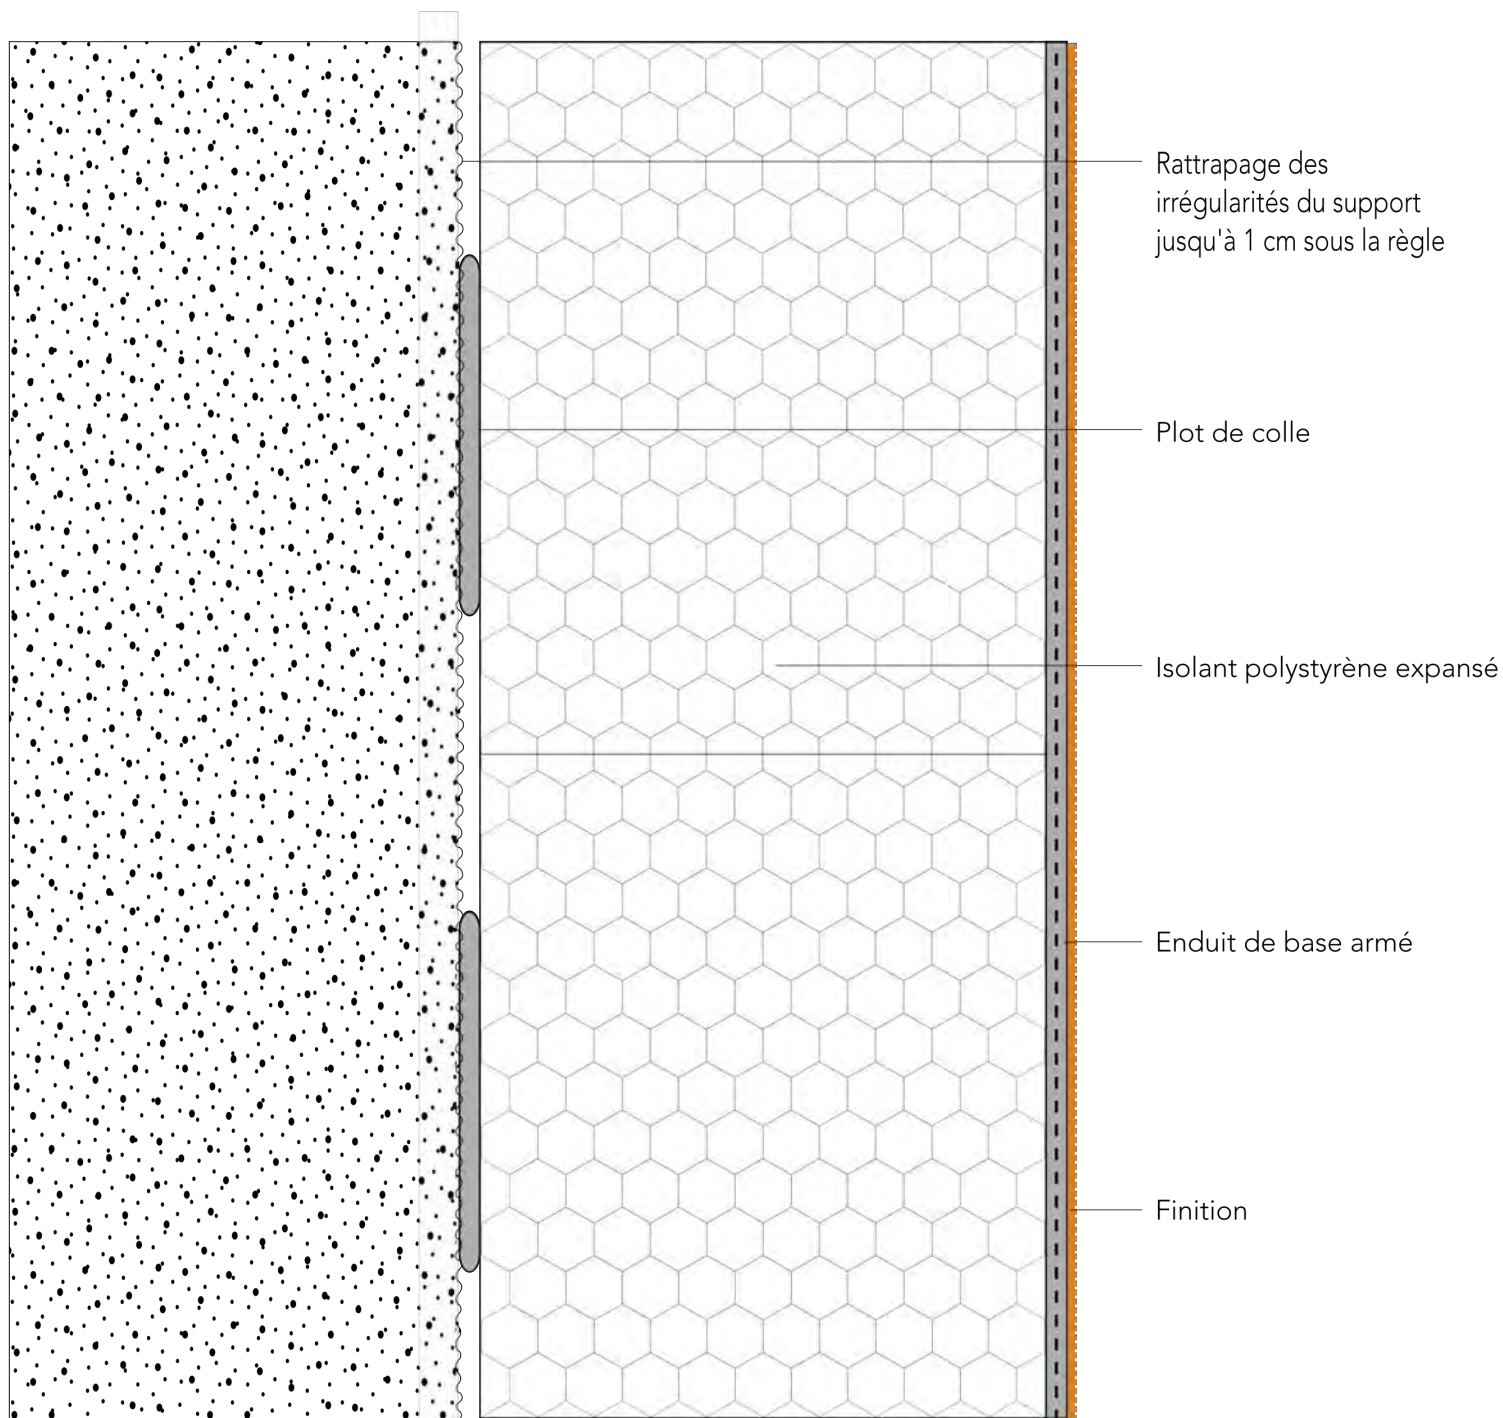 Rattrapage des
irrégularités du support
jusqu'à 1 cm sous la règle
Plot de colle
Isolant polystyrène expansé
Enduit de base armé
Finition